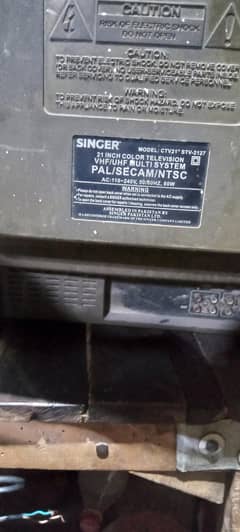 CAUTION
RISK OF ELECTRIC SHOCK
DO NOT OPEN
CAUTION:
TO PREVENT ELECTRIC SHOCK DO NOT REMOVE COVER
REFER SERVICING TO QUALIFIED SERVICE PERSONNEL
WARNING:
TO PREVENT FIRE OR SHOCK HAZARD, DO NOT EXPOSE
THIS APPLIANCE TO RAIN OR MOISTURE
SINGER
MODEL: CTV21" STV-2127
21 INCH COLOR TELEVISION
VHF/UHF MULTI SYSTEM
PAL/SECAM/NTSC
AC:110~240V, 50/60HZ, 80W
WARNING
ASSEMBLED IN PAKISTAN BY
SINGER PAKISTAN LTD.